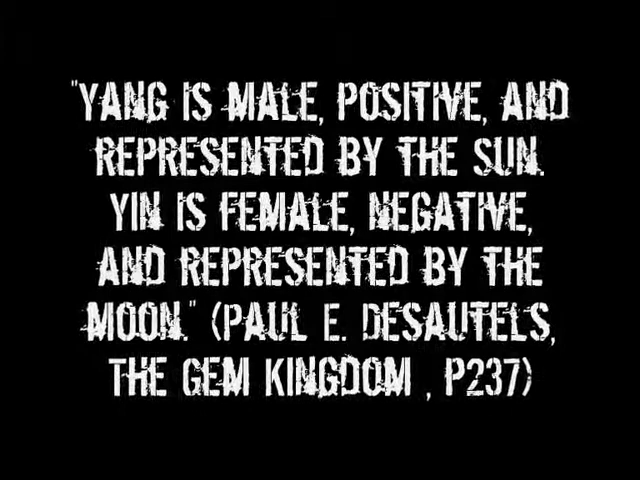 "YANG IS MALE, POSITIVE, AND
REPRESENTED BY THE SUN.
YIN IS FEMALE, NEGATIVE,
AND REPRESENTED BY THE
MOON." (PAUL E. DESAUTELS,
THE GEM KINGDOM , P237)